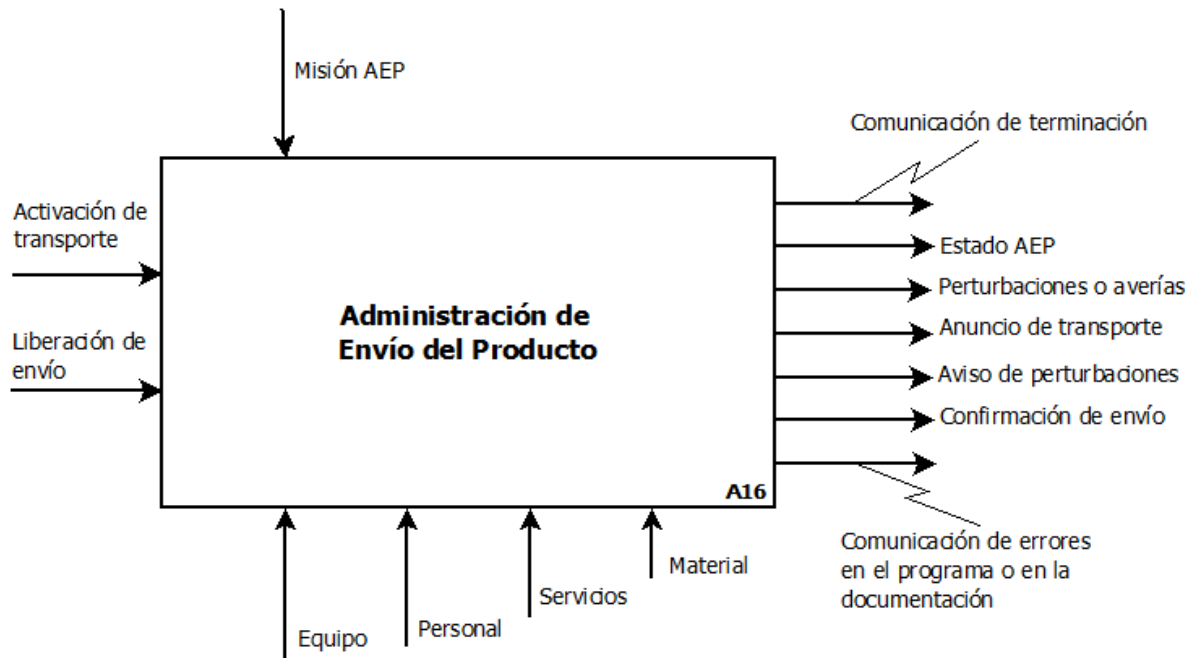 Misión AEP
Comunicación de terminación
Activación de
transporte
Estado AEP
Perturbaciones o averías
Administración de
Envío del Producto
Anuncio de transporte
Liberación de
envío
Aviso de perturbaciones
Confirmación de envío
A16
Comunicación de errores
en el programa o en la
documentación
Material
Servicios
Personal
Equipo